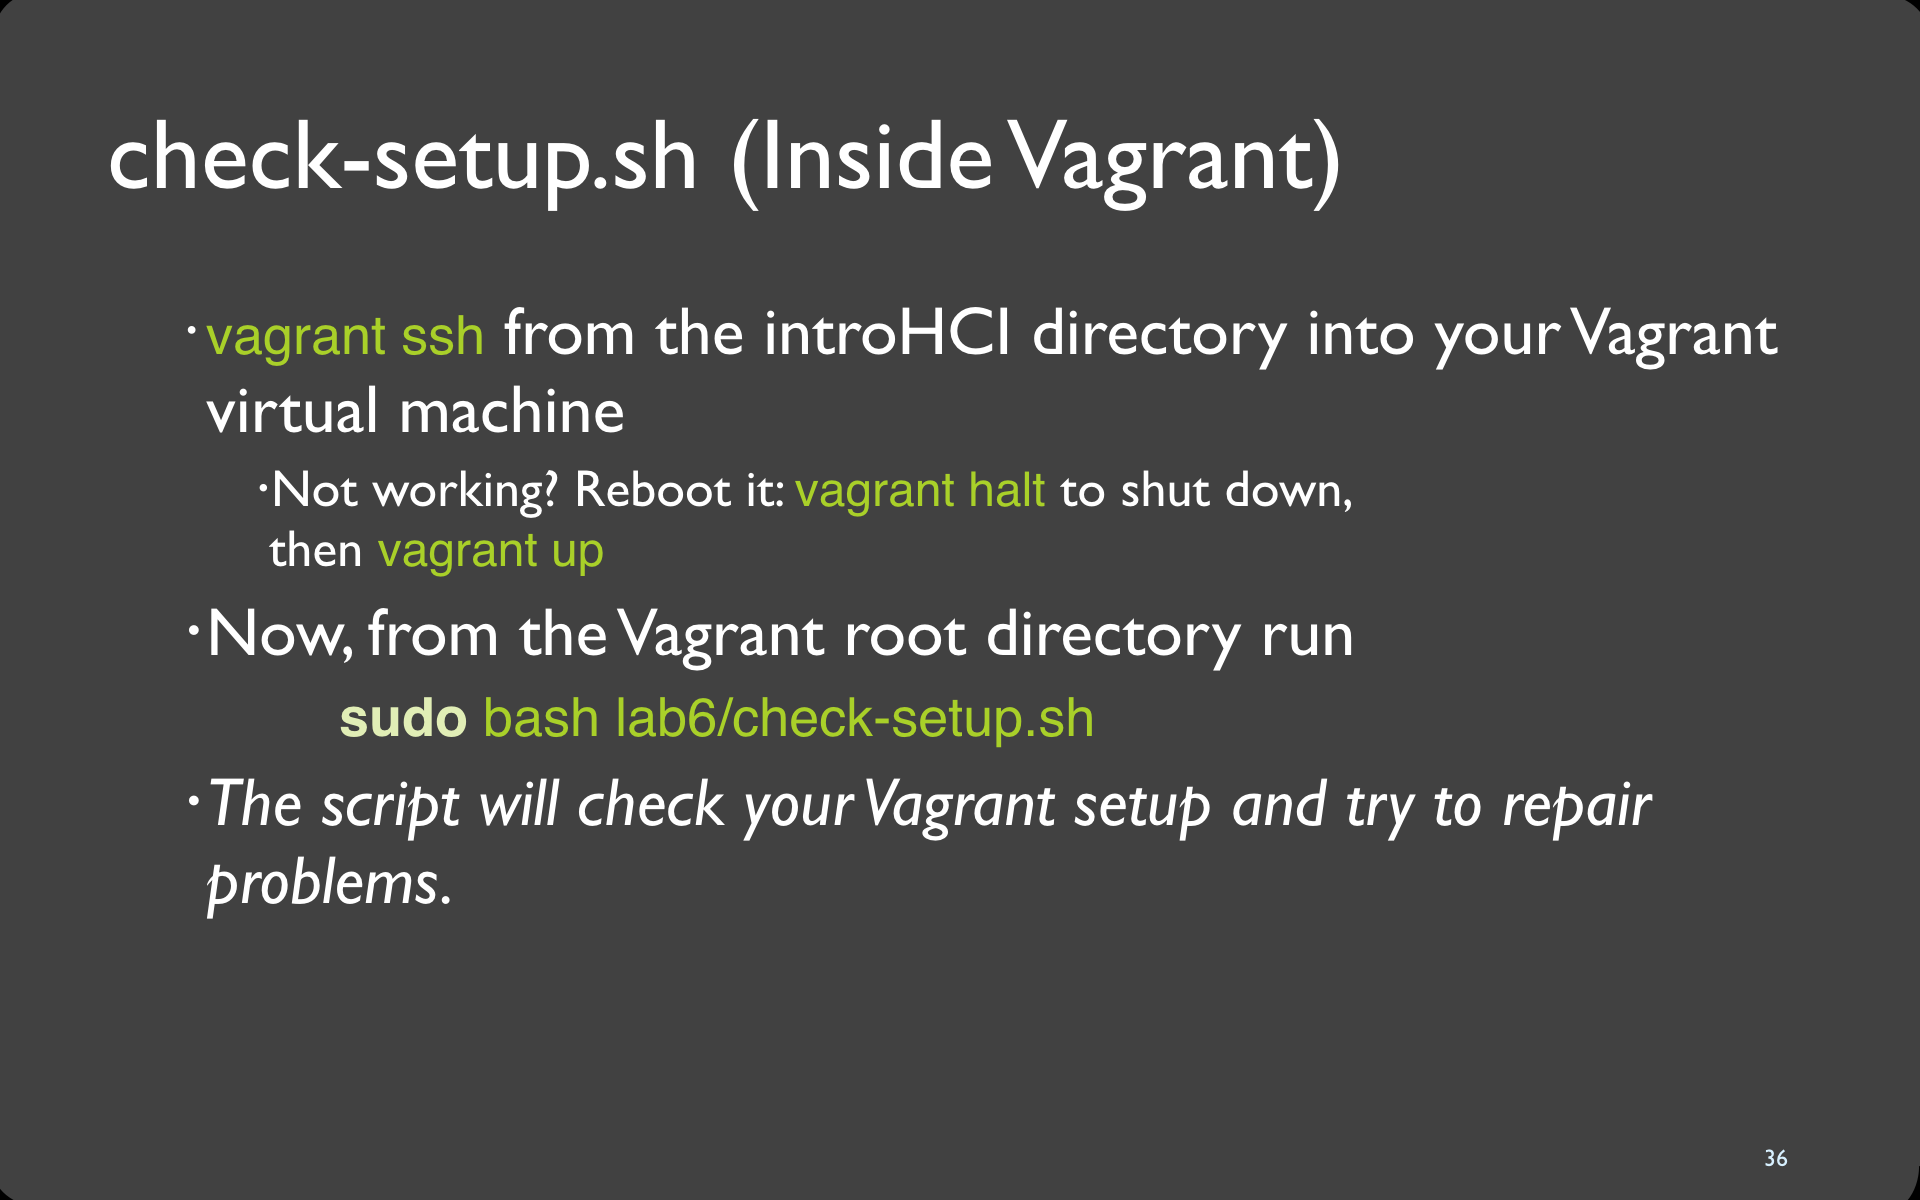 check-setup.sh (Inside Vagrant)
•vagrant ssh from the introHCI directory into your Vagrant
virtual machine
•Not working? Reboot it: vagrant halt to shut down,
then vagrant up
•Now, from the Vagrant root directory run
sudo bash lab6/check-setup.sh
•The script will check your Vagrant setup and try to repair
problems.
36